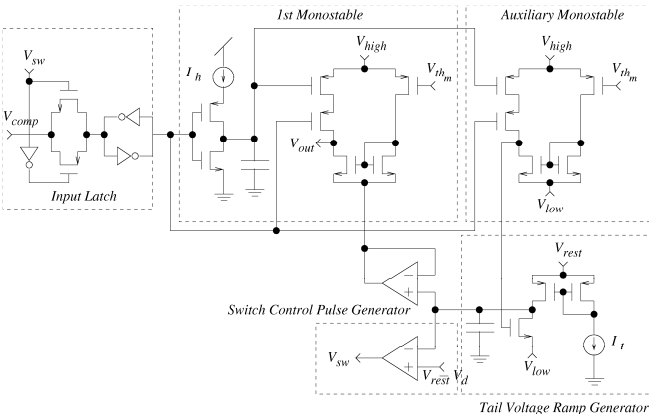 1st Monostable
Auxiliary Monostable
V_sw
I_h
V_high
V_th_m
V_high
V_th_m
V_comp
V_out
Input Latch
V_low
V_rest
Switch Control Pulse Generator
I_t
V_sw
V_rest V_d
V_low
Tail Voltage Ramp Generator